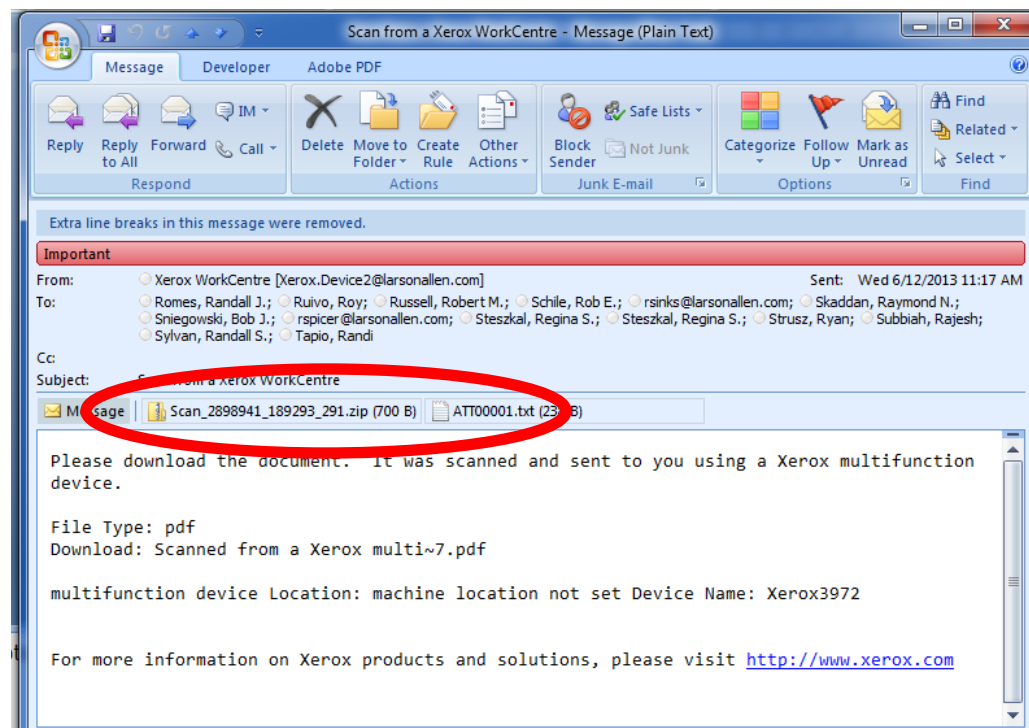 Scan from a Xerox WorkCentre - Message (Plain Text)
Message Developer Adobe PDF
Reply Reply to All Forward IM Call
Delete Move to Folder Create Rule Other Actions
Block Sender Safe Lists Not Junk
Categorize Follow Up Mark as Unread
Find Related Select
Respond Actions Junk E-mail Options Find
Extra line breaks in this message were removed.
Important
From: Xerox WorkCentre [Xerox.Device2@larsonallen.com] Sent: Wed 6/12/2013 11:17 AM
To: Romes, Randall J.; Ruivo, Roy; Russell, Robert M.; Schile, Rob E.; rsinks@larsonallen.com; Skaddan, Raymond N.;
Sniegowski, Bob J.; rspicer@larsonallen.com; Steszkal, Regina S.; Steszkal, Regina S.; Strusz, Ryan; Subbiah, Rajesh;
Sylvan, Randall S.; Tapio, Randi
Cc:
Subject: Scan from a Xerox WorkCentre
Message Scan_2898941_189293_291.zip (700 B) ATT00001.txt
Please download the document. It was scanned and sent to you using a Xerox multifunction
device.
File Type: pdf
Download: Scanned from a Xerox multi~7.pdf
multifunction device Location: machine location not set Device Name: Xerox3972
For more information on Xerox products and solutions, please visit http://www.xerox.com